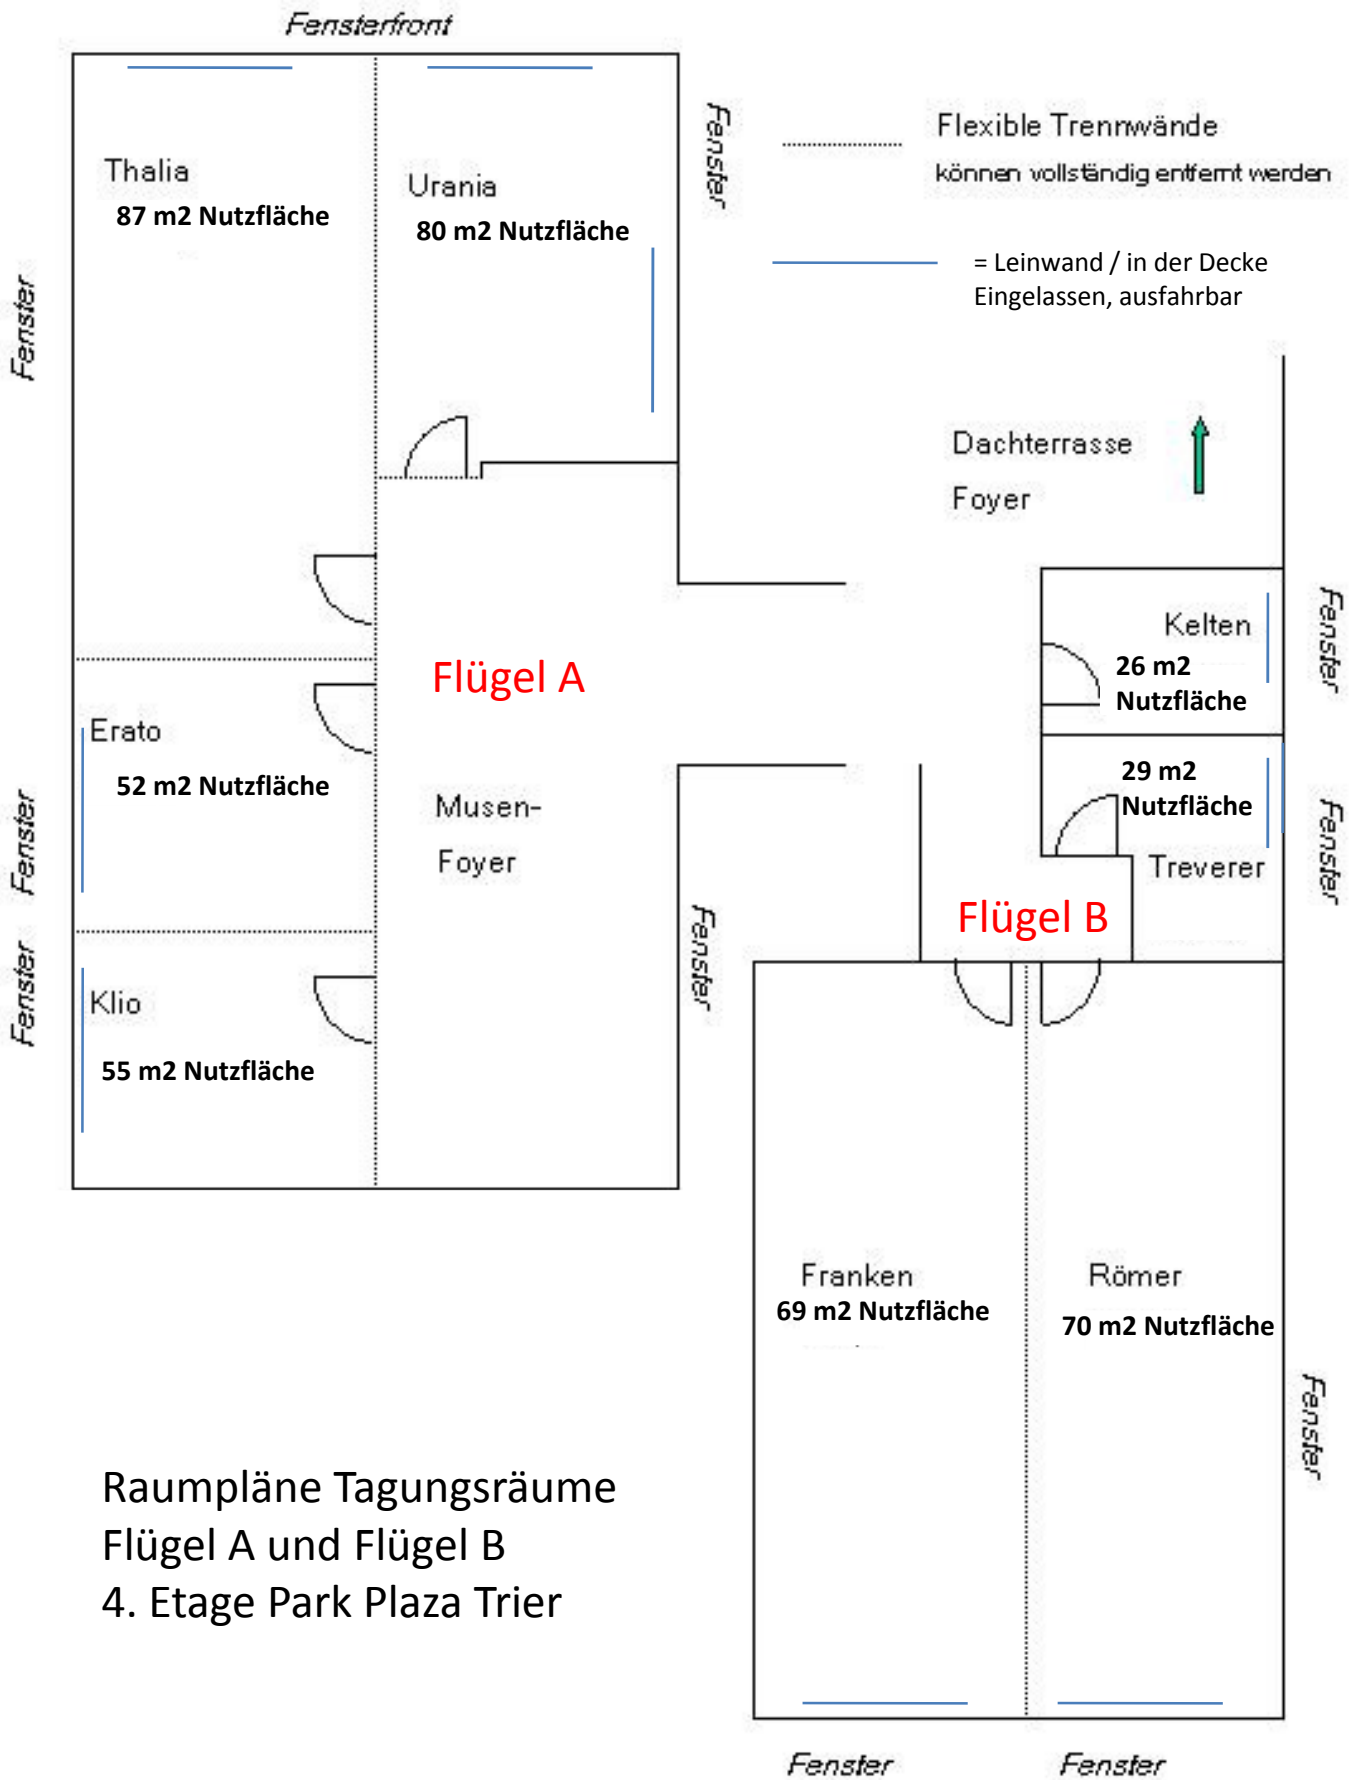 Fensterfront
Fenster
Flexible Trennwände
können vollständig entfernt werden
Thalia
87 m2 Nutzfläche
Urania
80 m2 Nutzfläche
= Leinwand / in der Decke
Eingelassen, ausfahrbar
Fenster
Dachterrasse
Foyer
Kelten
26 m2
Nutzfläche
Fenster
Flügel A
Erato
52 m2 Nutzfläche
Fenster
Musen-
Foyer
29 m2
Nutzfläche
Treverer
Fenster
Flügel B
Fenster
Klio
55 m2 Nutzfläche
Fenster
Franken
69 m2 Nutzfläche
Römer
70 m2 Nutzfläche
Fenster
Raumpläne Tagungsräume
Flügel A und Flügel B
4. Etage Park Plaza Trier
Fenster
Fenster